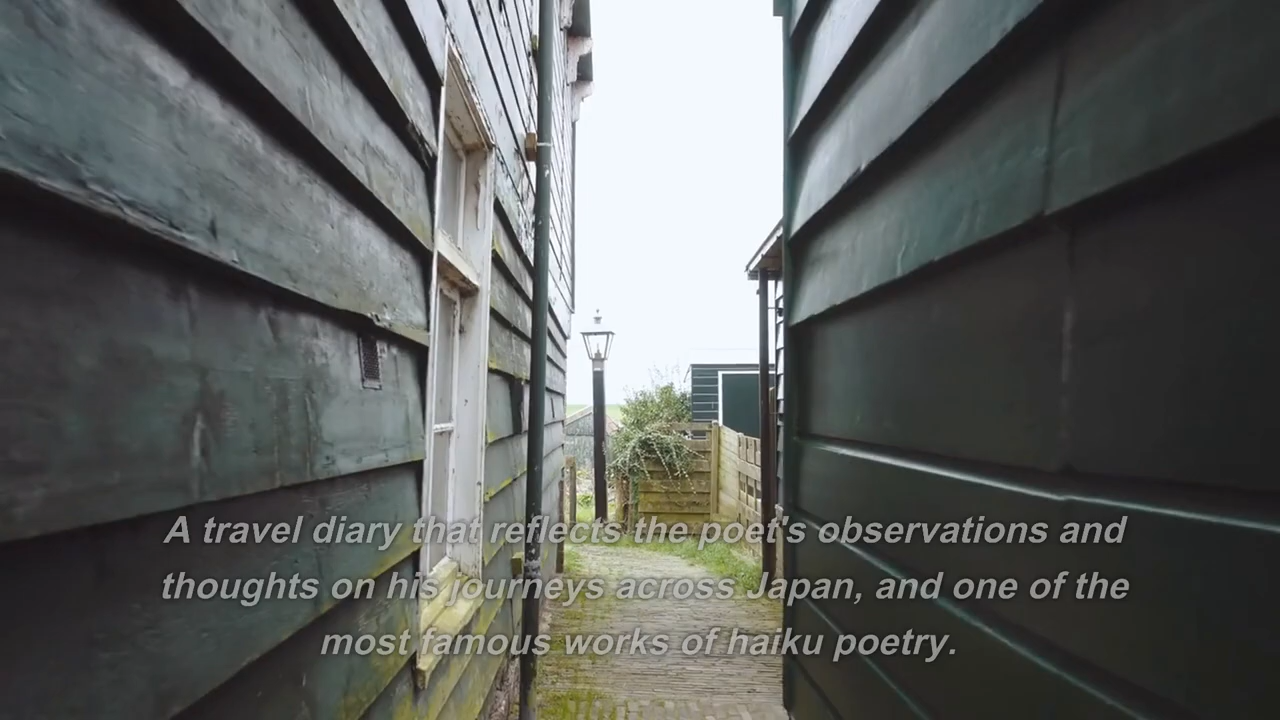 A travel diary that reflects the poet's observations and
thoughts on his journeys across Japan, and one of the
most famous works of haiku poetry.